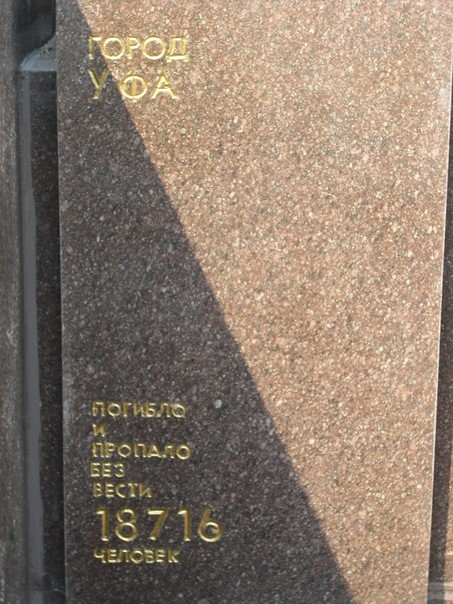 ГОРОД
УФА
ПОГИБЛО
И
ПРОПАЛО
БЕЗ
ВЕСТИ
18716
ЧЕЛОВЕК